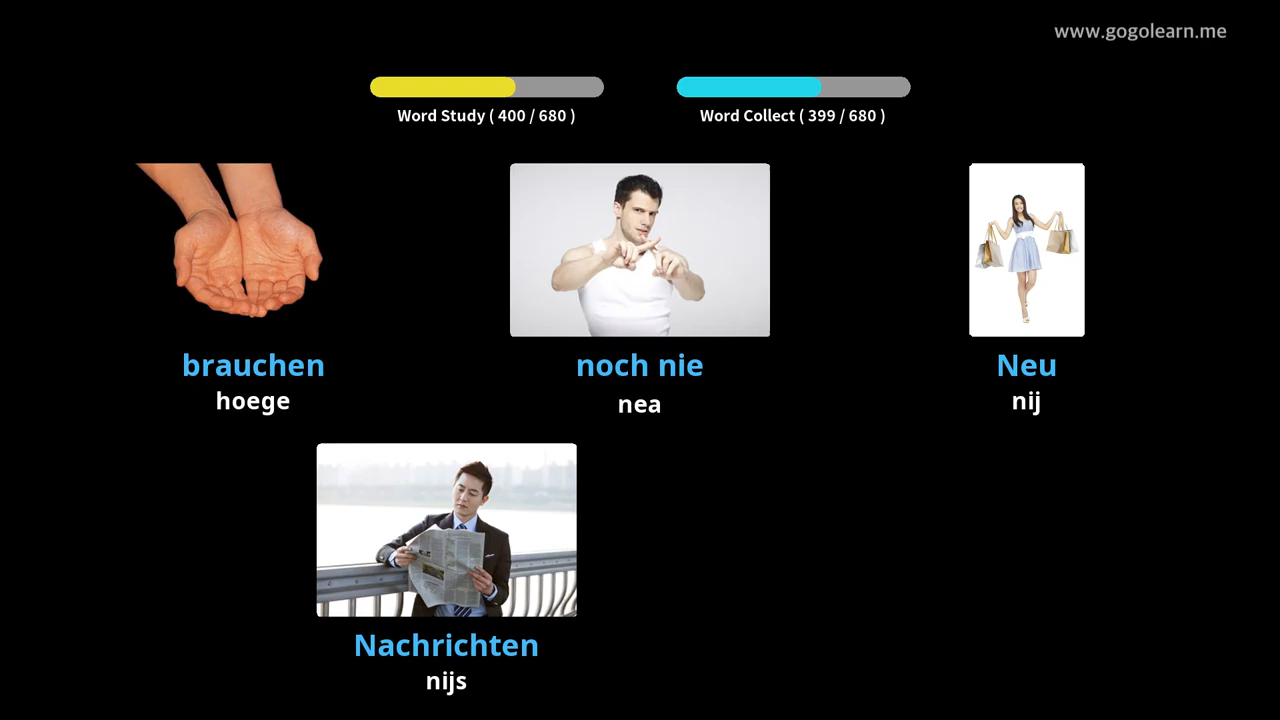 www.gogolearn.me
Word Study ( 400 / 680 )
Word Collect ( 399 / 680 )
brauchen
hoege
noch nie
nea
Neu
nij
Nachrichten
nijs